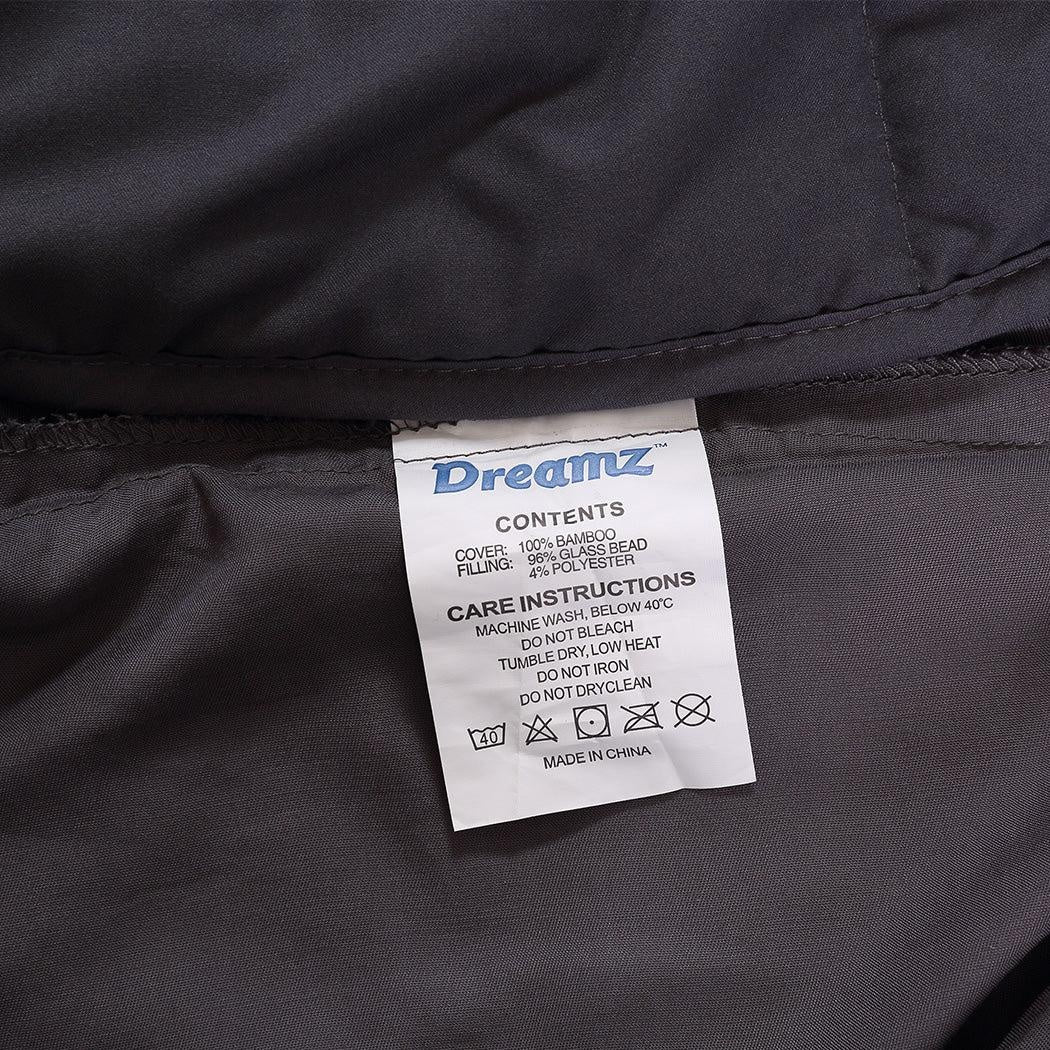 Dreamz™
CONTENTS
COVER: 100% BAMBOO
FILLING: 96% GLASS BEAD
4% POLYESTER
CARE INSTRUCTIONS
MACHINE WASH, BELOW 40°C
DO NOT BLEACH
TUMBLE DRY, LOW HEAT
DO NOT IRON
DO NOT DRYCLEAN
40
MADE IN CHINA